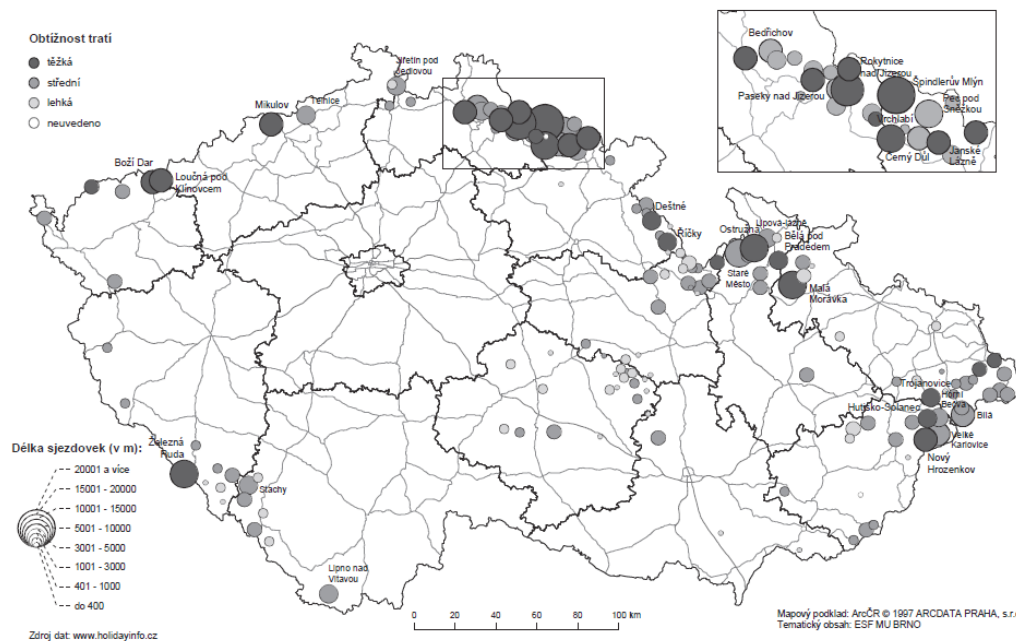 Obtížnost tratí
těžká
střední
lehká
neuvedeno
Jiřetín pod
Jedlovou
Mikulov
Telnice
Boží Dar
Loučná pod
Klínovcem
Bedřichov
Rokytnice
nad Jizerou
Špindlerův Mlýn
Paseky nad Jizerou
Pec pod
Sněžkou
Vrchlabí
Černý Důl
Janské
Lázně
Deštné
Říčky
Ostružná
Lipová-lázně
Bělá pod
Pradědem
Staré
Město
Malá
Morávka
Trojanovice
Horní
Bečva
Hutisko-Solanec
Bílá
Velké
Karlovice
Nový
Hrozenkov
Železná
Ruda
Stachy
Lipno nad
Vltavou
Délka sjezdovek (v m):
20001 a více
15001 - 20000
10001 - 15000
5001 - 10000
3001 - 5000
1001 - 3000
401 - 1000
do 400
0 20 40 60 80 100 km
Mapový podklad: ArcČR © 1997 ARCDATA PRAHA, s.r.o
Tematický obsah: ESF MU BRNO
Zdroj dat: www.holidayinfo.cz